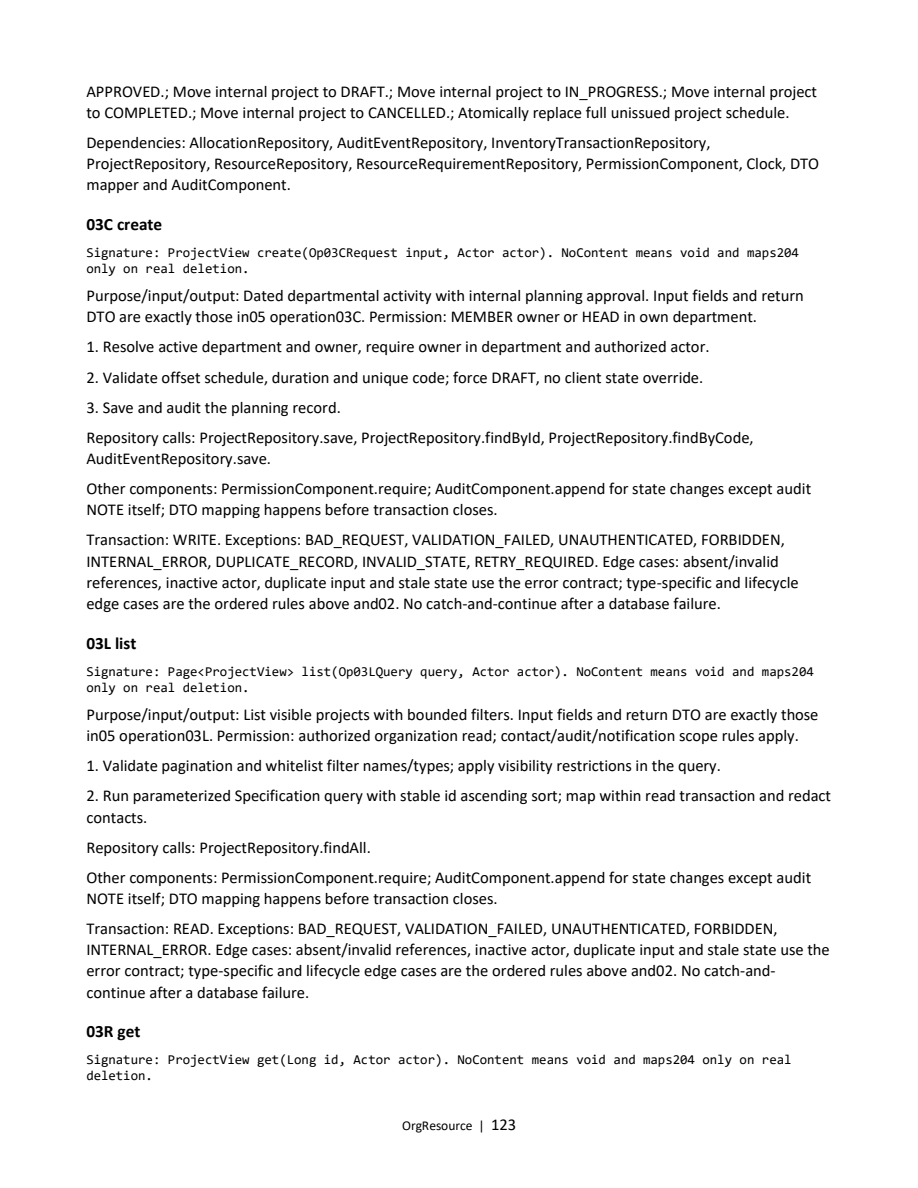 APPROVED.; Move internal project to DRAFT.; Move internal project to IN_PROGRESS.; Move internal project
to COMPLETED.; Move internal project to CANCELLED.; Atomically replace full unissued project schedule.
Dependencies: AllocationRepository, AuditEventRepository, InventoryTransactionRepository,
ProjectRepository, ResourceRepository, ResourceRequirementRepository, PermissionComponent, Clock, DTO
mapper and AuditComponent.
03C create
Signature: ProjectView create(Op03CRequest input, Actor actor). NoContent means void and maps204
only on real deletion.
Purpose/input/output: Dated departmental activity with internal planning approval. Input fields and return
DTO are exactly those in05 operation03C. Permission: MEMBER owner or HEAD in own department.
1. Resolve active department and owner, require owner in department and authorized actor.
2. Validate offset schedule, duration and unique code; force DRAFT, no client state override.
3. Save and audit the planning record.
Repository calls: ProjectRepository.save, ProjectRepository.findById, ProjectRepository.findByCode,
AuditEventRepository.save.
Other components: PermissionComponent.require; AuditComponent.append for state changes except audit
NOTE itself; DTO mapping happens before transaction closes.
Transaction: WRITE. Exceptions: BAD_REQUEST, VALIDATION_FAILED, UNAUTHENTICATED, FORBIDDEN,
INTERNAL_ERROR, DUPLICATE_RECORD, INVALID_STATE, RETRY_REQUIRED. Edge cases: absent/invalid
references, inactive actor, duplicate input and stale state use the error contract; type-specific and lifecycle
edge cases are the ordered rules above and02. No catch-and-continue after a database failure.
03L list
Signature: Page<ProjectView> list(Op03LQuery query, Actor actor). NoContent means void and maps204
only on real deletion.
Purpose/input/output: List visible projects with bounded filters. Input fields and return DTO are exactly those
in05 operation03L. Permission: authorized organization read; contact/audit/notification scope rules apply.
1. Validate pagination and whitelist filter names/types; apply visibility restrictions in the query.
2. Run parameterized Specification query with stable id ascending sort; map within read transaction and redact
contacts.
Repository calls: ProjectRepository.findAll.
Other components: PermissionComponent.require; AuditComponent.append for state changes except audit
NOTE itself; DTO mapping happens before transaction closes.
Transaction: READ. Exceptions: BAD_REQUEST, VALIDATION_FAILED, UNAUTHENTICATED, FORBIDDEN,
INTERNAL_ERROR. Edge cases: absent/invalid references, inactive actor, duplicate input and stale state use the
error contract; type-specific and lifecycle edge cases are the ordered rules above and02. No catch-and-
continue after a database failure.
03R get
Signature: ProjectView get(Long id, Actor actor). NoContent means void and maps204 only on real
deletion.
OrgResource | 123